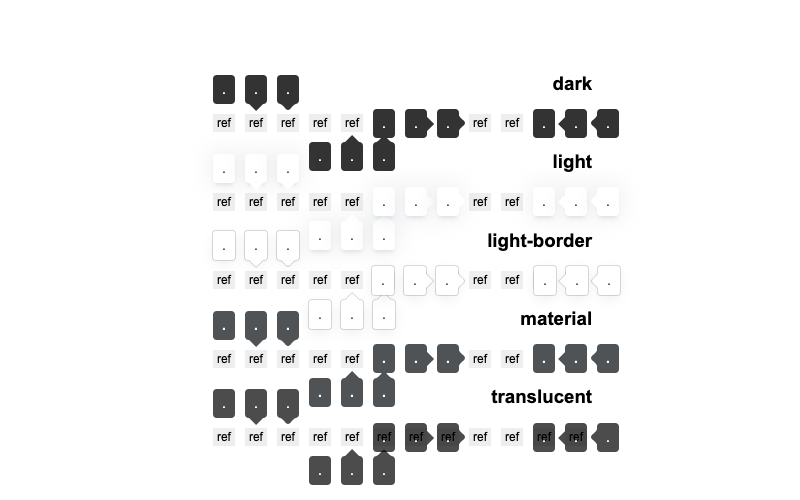 . . . dark
ref ref ref ref ref . . . ref ref . . .
. . .
. . . light
ref ref ref ref ref . . . ref ref . . .
. . .
. . . light-border
ref ref ref ref ref . . . ref ref . . .
. . .
. . . material
ref ref ref ref ref . . . ref ref . . .
. . .
. . . translucent
ref ref ref ref ref ref ref ref ref ref ref ref .
. . .